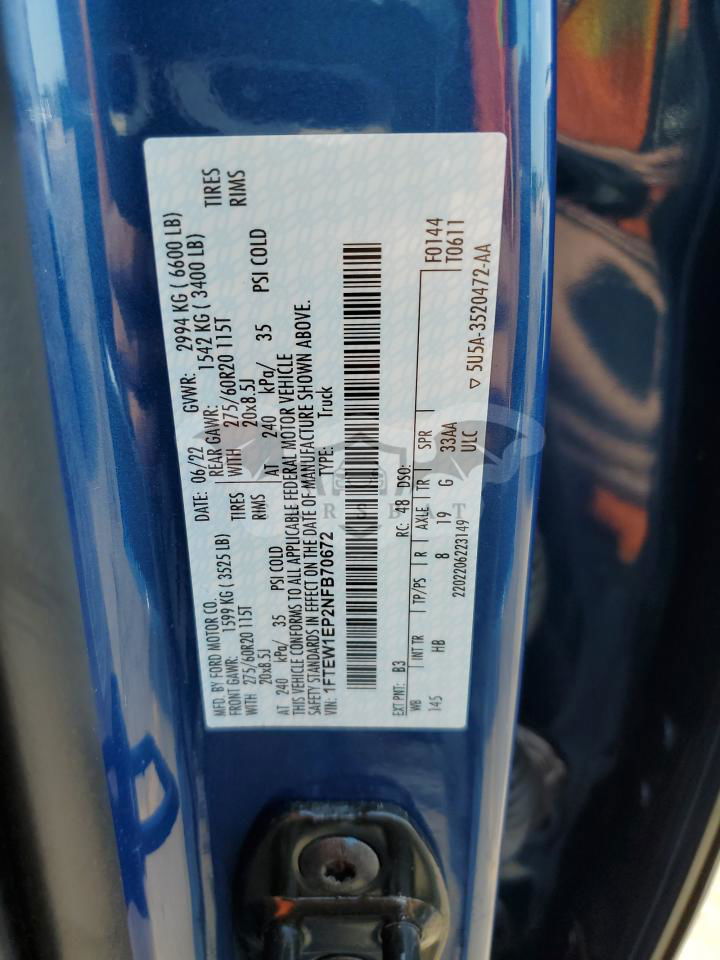 MFD. BY FORD MOTOR CO. DATE: 06/22 GVWR: 2994 KG ( 6600 LB)
FRONT GAWR: 1599 KG ( 3525 LB) REAR GAWR: 1542 KG ( 3400 LB)
WITH 275/60R20 115T TIRES WITH 275/60R20 115T TIRES
20x8.5J RIMS 20x8.5J RIMS
AT 240 kPa/ 35 PSI COLD AT 240 kPa/ 35 PSI COLD
THIS VEHICLE CONFORMS TO ALL APPLICABLE FEDERAL MOTOR VEHICLE
SAFETY STANDARDS IN EFFECT ON THE DATE OF MANUFACTURE SHOWN ABOVE.
VIN: 1FTEW1EP2NFB70672 TYPE: Truck
EXT PNT: B3 RC: 48 DSO: F0144
WB INT TR TP/PS R AXLE TR SPR T0611
145 HB 8 19 G 33AA
2202206223149 ULC ▽ 5U5A-3520472-AA